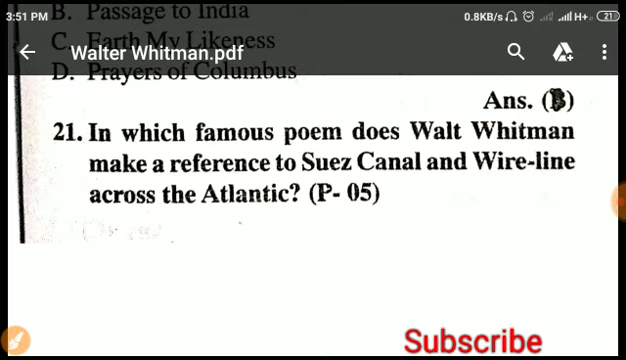 B. Passage to India
3:51 PM 0.8KB/s H+ 21
C. Earth My Likeness
Walter Whitman.pdf
D. Prayers of Columbus
Ans. (B)
21. In which famous poem does Walt Whitman
make a reference to Suez Canal and Wire-line
across the Atlantic? (P- 05)
Subscribe